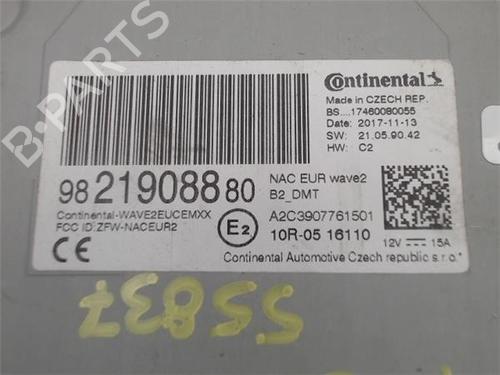 B-PARTS
Continental
Made in CZECH REP.
BS....17460080055
Date: 2017-11-13
SW: 21.05.90.42
HW: C2
98 219088 80
NAC EUR wave2
B2_DMT
Continental-WAVE2EUCEMXX
FCC ID:ZFW-NACEUR2
E2
A2C3907761501
10R-05 16110
12V 15A
CE
Continental Automotive Czech republic s.r.o.
55837